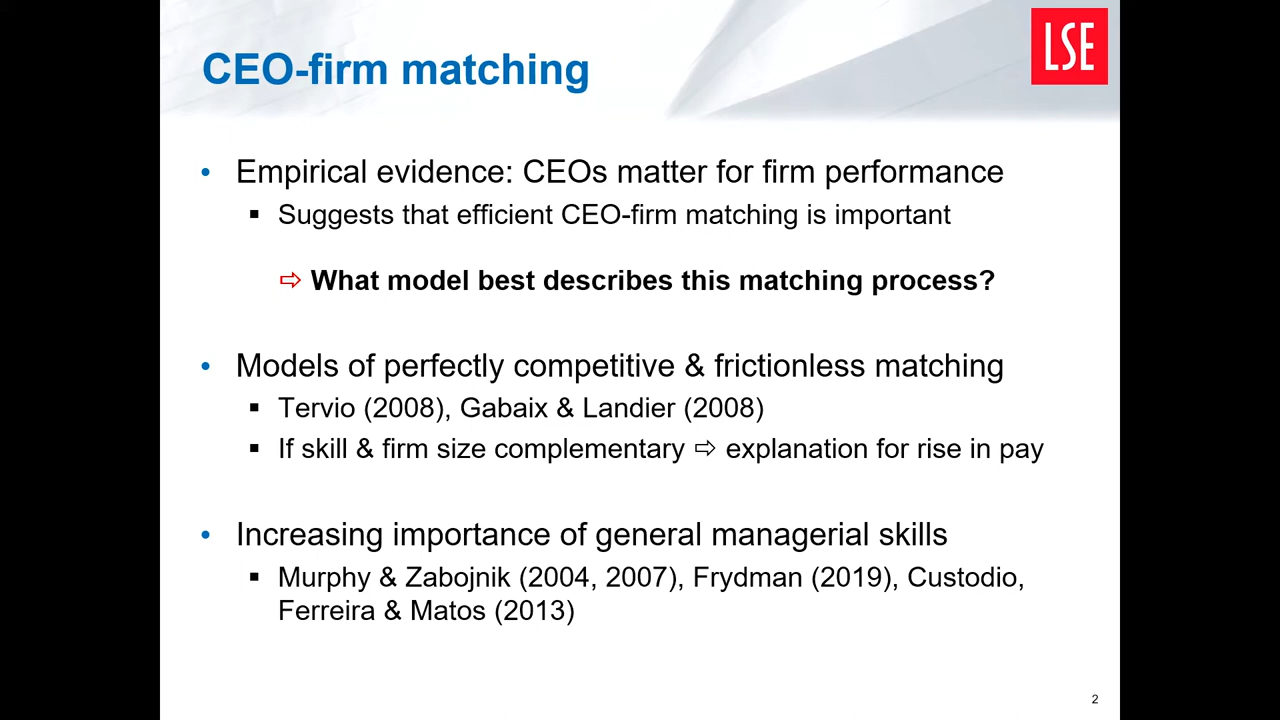 CEO-firm matching
LSE
• Empirical evidence: CEOs matter for firm performance
▪ Suggests that efficient CEO-firm matching is important
⇨ What model best describes this matching process?
• Models of perfectly competitive & frictionless matching
▪ Tervio (2008), Gabaix & Landier (2008)
▪ If skill & firm size complementary ⇨ explanation for rise in pay
• Increasing importance of general managerial skills
▪ Murphy & Zabojnik (2004, 2007), Frydman (2019), Custodio,
Ferreira & Matos (2013)
2